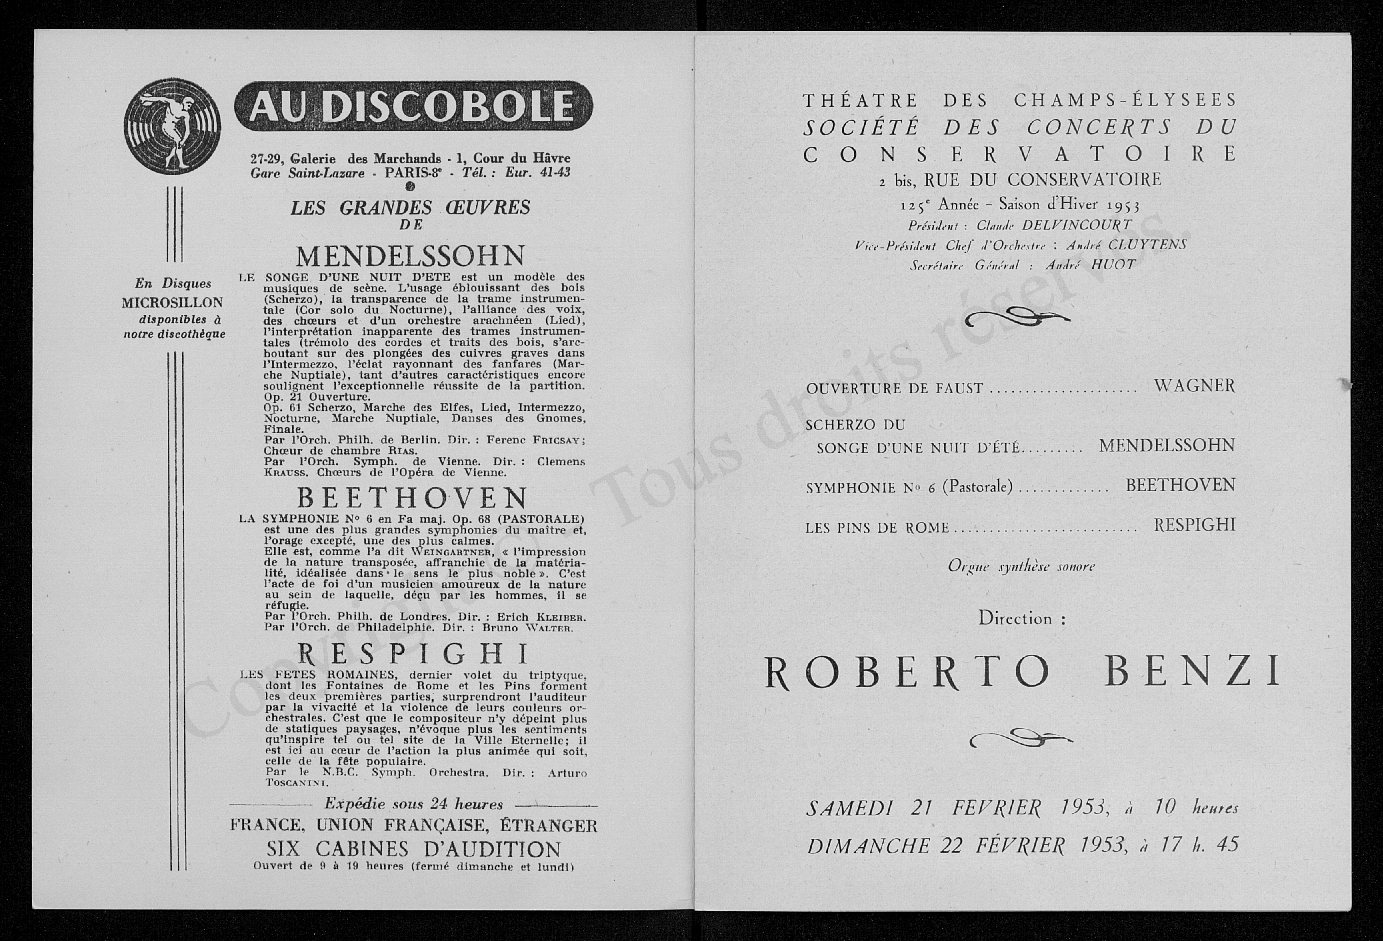 AU DISCOBOLE
27-29, Galerie des Marchands - 1, Cour du Hâvre
Gare Saint-Lazare - PARIS-8e - Tél. : Eur. 41-43
LES GRANDES ŒUVRES
DE
En Disques
MICROSILLON
disponibles à
notre discothèque
MENDELSSOHN
LE SONGE D'UNE NUIT D'ETE est un modèle des
musiques de scène. L'usage éblouissant des bois
(Scherzo), la transparence de la trame instrumen-
tale (Cor solo du Nocturne), l'alliance des voix,
des chœurs et d'un orchestre arachnéen (Lied),
l'interprétation inapparente des trames instrumen-
tales (trémolo des cordes et traits des bois, s'arc-
boutant sur des plongées des cuivres graves dans
l'Intermezzo, l'éclat rayonnant des fanfares (Mar-
che Nuptiale), tant d'autres caractéristiques encore
soulignent l'exceptionnelle réussite de la partition.
Op. 21 Ouverture.
Op. 61 Scherzo, Marche des Elfes, Lied, Intermezzo,
Nocturne, Marche Nuptiale, Danses des Gnomes,
Finale.
Par l'Orch. Philh. de Berlin. Dir. : Ferenc FRICSAY;
Chœur de chambre RIAS.
Par l'Orch. Symph. de Vienne. Dir. : Clemens
KRAUSS. Chœurs de l'Opéra de Vienne.
BEETHOVEN
LA SYMPHONIE No 6 en Fa maj. Op. 68 (PASTORALE)
est une des plus grandes symphonies du maître et,
l'orage excepté, une des plus calmes.
Elle est, comme l'a dit WEINGARTNER, « l'impression
de la nature transposée, affranchie de la matéria-
lité, idéalisée dans le sens le plus noble ». C'est
l'acte de foi d'un musicien amoureux de la nature
au sein de laquelle, déçu par les hommes, il se
réfugie.
Par l'Orch. Philh. de Londres. Dir. : Erich KLEIBER.
Par l'Orch. de Philadelphie. Dir. : Bruno WALTER.
RESPIGHI
LES FETES ROMAINES, dernier volet du triptyque,
dont les Fontaines de Rome et les Pins forment
les deux premières parties, surprendront l'auditeur
par la vivacité et la violence de leurs couleurs or-
chestrales. C'est que le compositeur n'y dépeint plus
de statiques paysages, n'évoque plus les sentiments
qu'inspire tel ou tel site de la Ville Eternelle; il
est ici au cœur de l'action la plus animée qui soit,
celle de la fête populaire.
Par le N.B.C. Symph. Orchestra. Dir. : Arturo
TOSCANINI.
Expédie sous 24 heures
FRANCE, UNION FRANÇAISE, ÉTRANGER
SIX CABINES D'AUDITION
Ouvert de 9 à 19 heures (fermé dimanche et lundi)
THÉATRE DES CHAMPS-ÉLYSEES
SOCIÉTÉ DES CONCERTS DU
CONSERVATOIRE
2 bis, RUE DU CONSERVATOIRE
125e Année - Saison d'Hiver 1953
Président : Claude DELVINCOURT
Vice-Président Chef d'Orchestre : André CLUYTENS
Secrétaire Général : André HUOT
OUVERTURE DE FAUST ..................... WAGNER
SCHERZO DU
SONGE D'UNE NUIT D'ÉTÉ......... MENDELSSOHN
SYMPHONIE No 6 (Pastorale) ............. BEETHOVEN
LES PINS DE ROME .......................... RESPIGHI
Orgue synthèse sonore
Direction :
ROBERTO BENZI
SAMEDI 21 FEVRIER 1953, à 10 heures
DIMANCHE 22 FÉVRIER 1953, à 17 h. 45
Tous droits réservés.